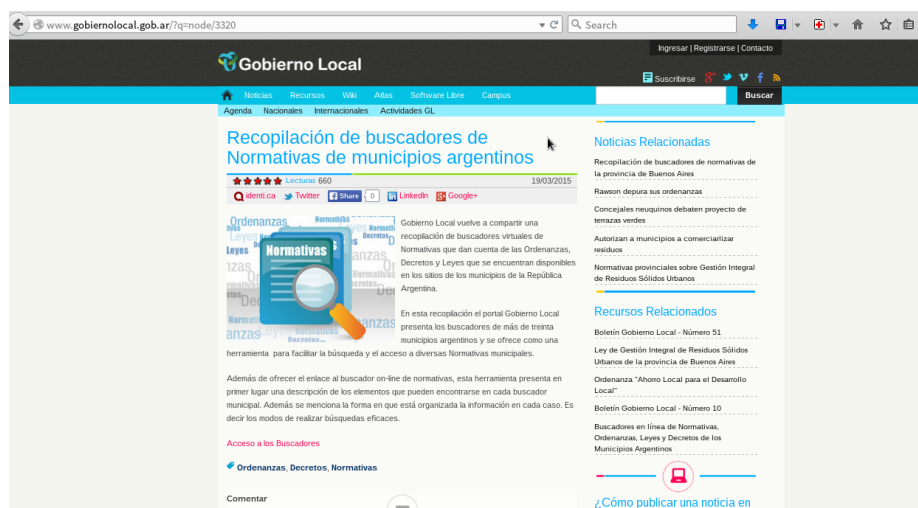 www.gobiernolocal.gob.ar/?q=node/3320
Search
Ingresar | Registrarse | Contacto
Gobierno Local
Suscribirse
Noticias Recursos Wiki Atlas Software Libre Campus
Buscar
Agenda Nacionales Internacionales Actividades GL
Recopilación de buscadores de
Normativas de municipios argentinos
Lecturas 660
19/03/2015
identi.ca Twitter Share 0 LinkedIn Google+
Ordenanzas
Normativas
Gobierno Local vuelve a compartir una
recopilación de buscadores virtuales de
Normativas que dan cuenta de las Ordenanzas,
Decretos y Leyes que se encuentran disponibles
en los sitios de los municipios de la República
Argentina.
En esta recopilación el portal Gobierno Local
presenta los buscadores de más de treinta
municipios argentinos y se ofrece como una
herramienta para facilitar la búsqueda y el acceso a diversas Normativas municipales.
Además de ofrecer el enlace al buscador on-line de normativas, esta herramienta presenta en
primer lugar una descripción de los elementos que pueden encontrarse en cada buscador
municipal. Además se menciona la forma en que está organizada la información en cada caso. Es
decir los modos de realizar búsquedas eficaces.
Acceso a los Buscadores
Ordenanzas, Decretos, Normativas
Comentar
Noticias Relacionadas
Recopilación de buscadores de normativas de
la provincia de Buenos Aires
Rawson depura sus ordenanzas
Concejales neuquinos debaten proyecto de
terrazas verdes
Autorizan a municipios a comerciarlizar
residuos
Normativas provinciales sobre Gestión Integral
de Residuos Sólidos Urbanos
Recursos Relacionados
Boletín Gobierno Local - Número 51
Ley de Gestión Integral de Residuos Sólidos
Urbanos de la provincia de Buenos Aires
Ordenanza "Ahorro Local para el Desarrollo
Local"
Boletín Gobierno Local - Número 10
Buscadores en línea de Normativas,
Ordenanzas, Leyes y Decretos de los
Municipios Argentinos
¿Cómo publicar una noticia en